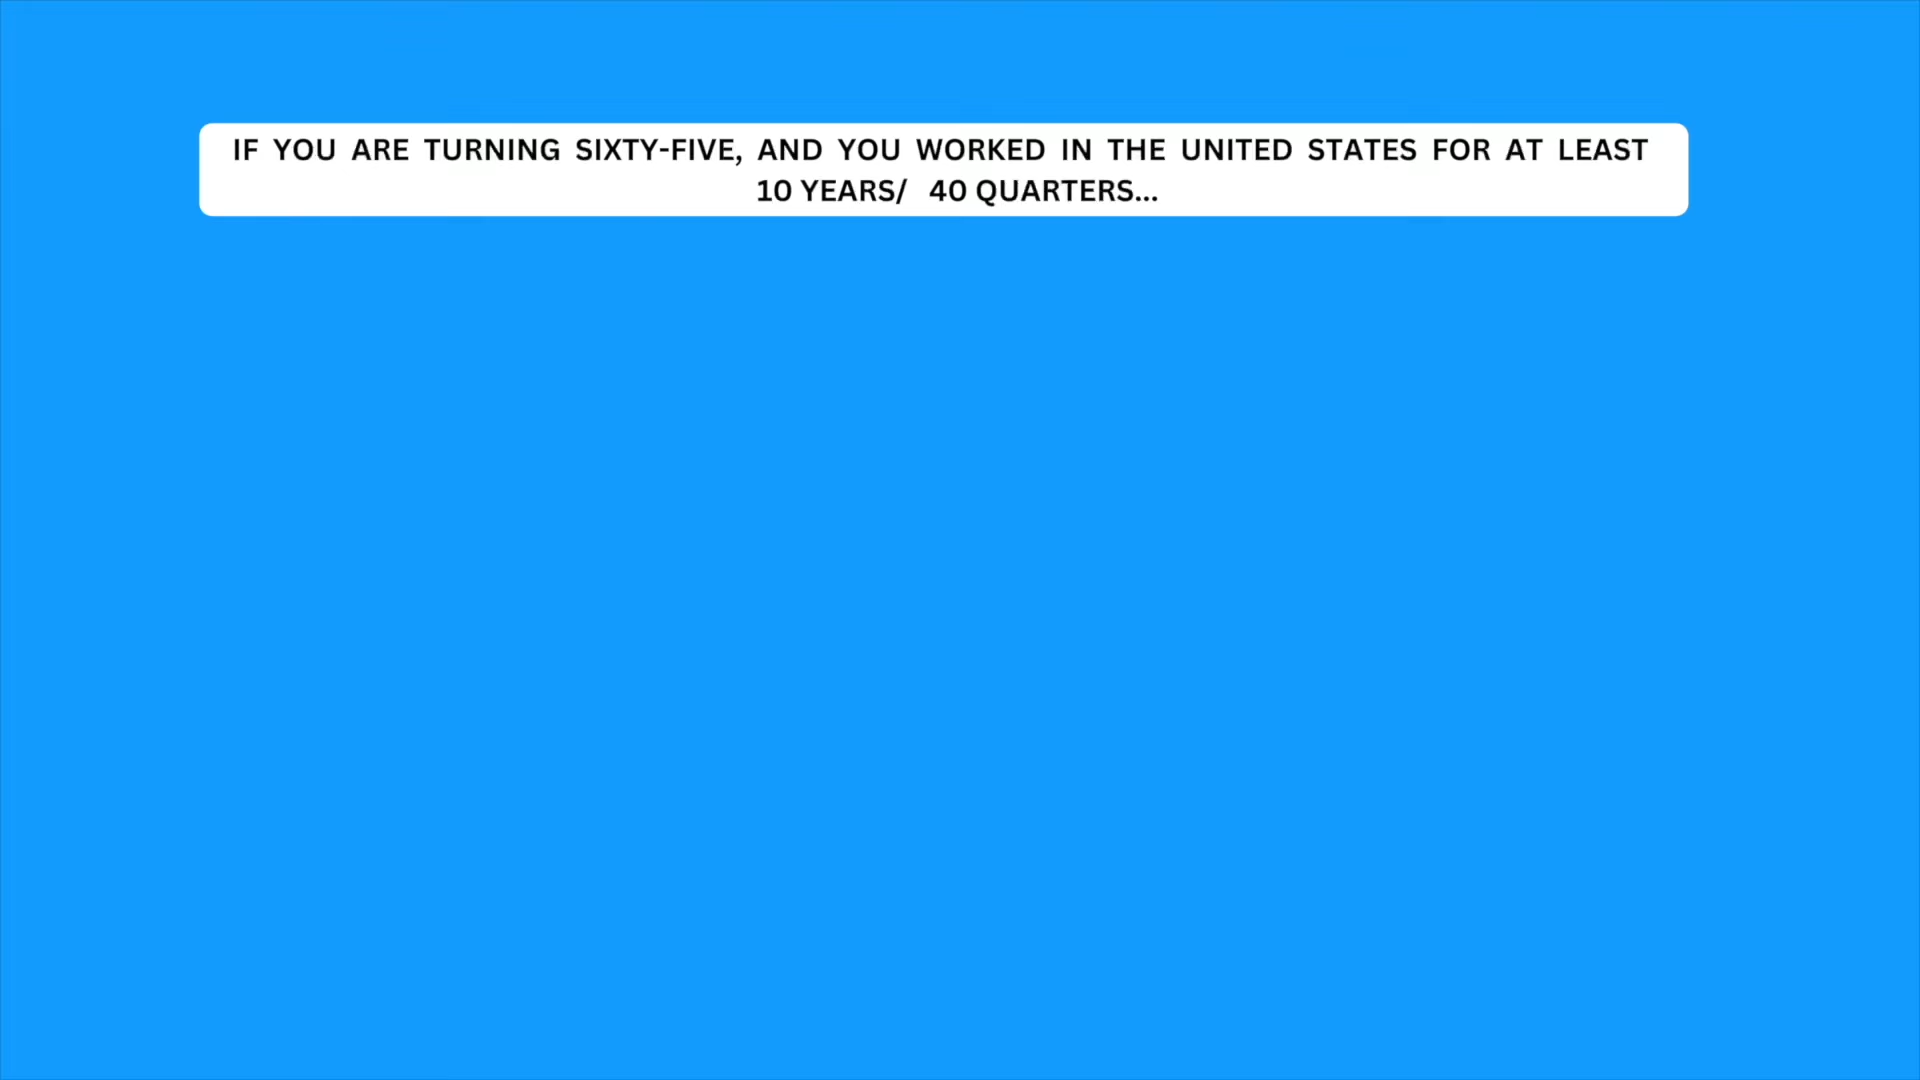 IF YOU ARE TURNING SIXTY-FIVE, AND YOU WORKED IN THE UNITED STATES FOR AT LEAST
10 YEARS/ 40 QUARTERS...